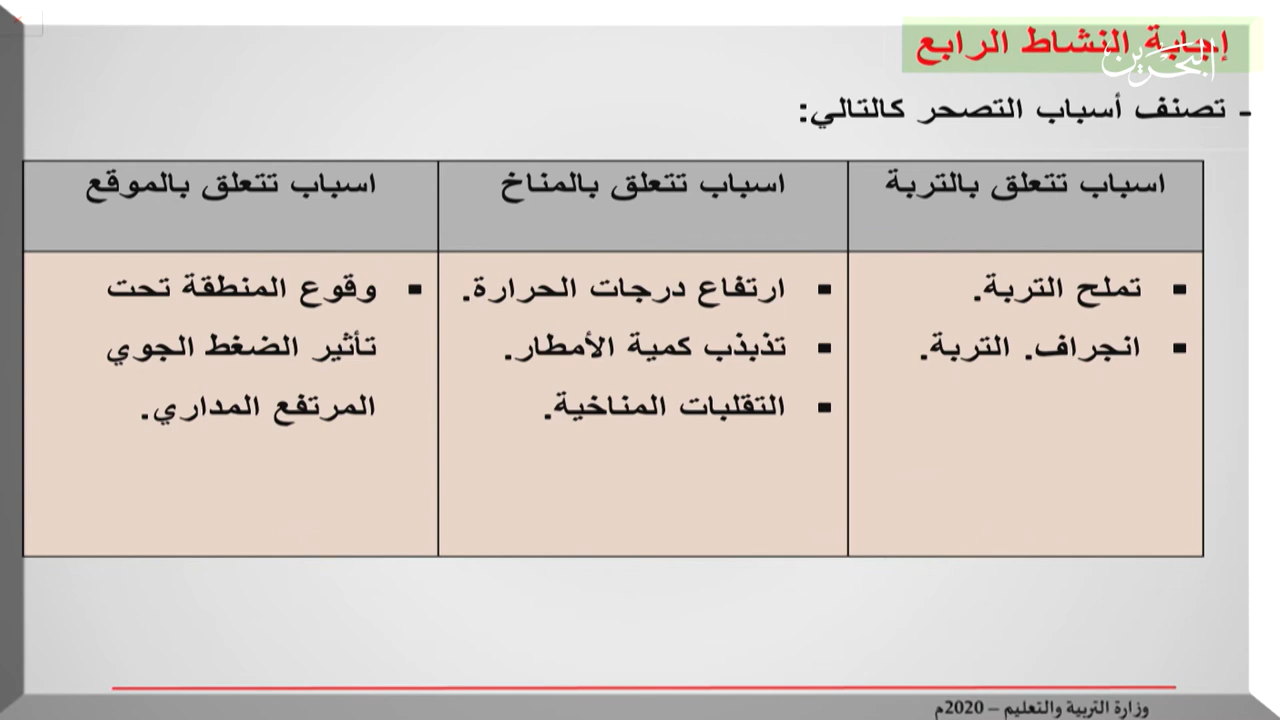 إجابة النشاط الرابع
البحرين
- تصنف أسباب التصحر كالتالي:
اسباب تتعلق بالتربة
اسباب تتعلق بالمناخ
اسباب تتعلق بالموقع
▪ تملح التربة.
▪ انجراف. التربة.
▪ ارتفاع درجات الحرارة.
▪ تذبذب كمية الأمطار.
▪ التقلبات المناخية.
▪ وقوع المنطقة تحت
تأثير الضغط الجوي
المرتفع المداري.
وزارة التربية والتعليم – 2020م